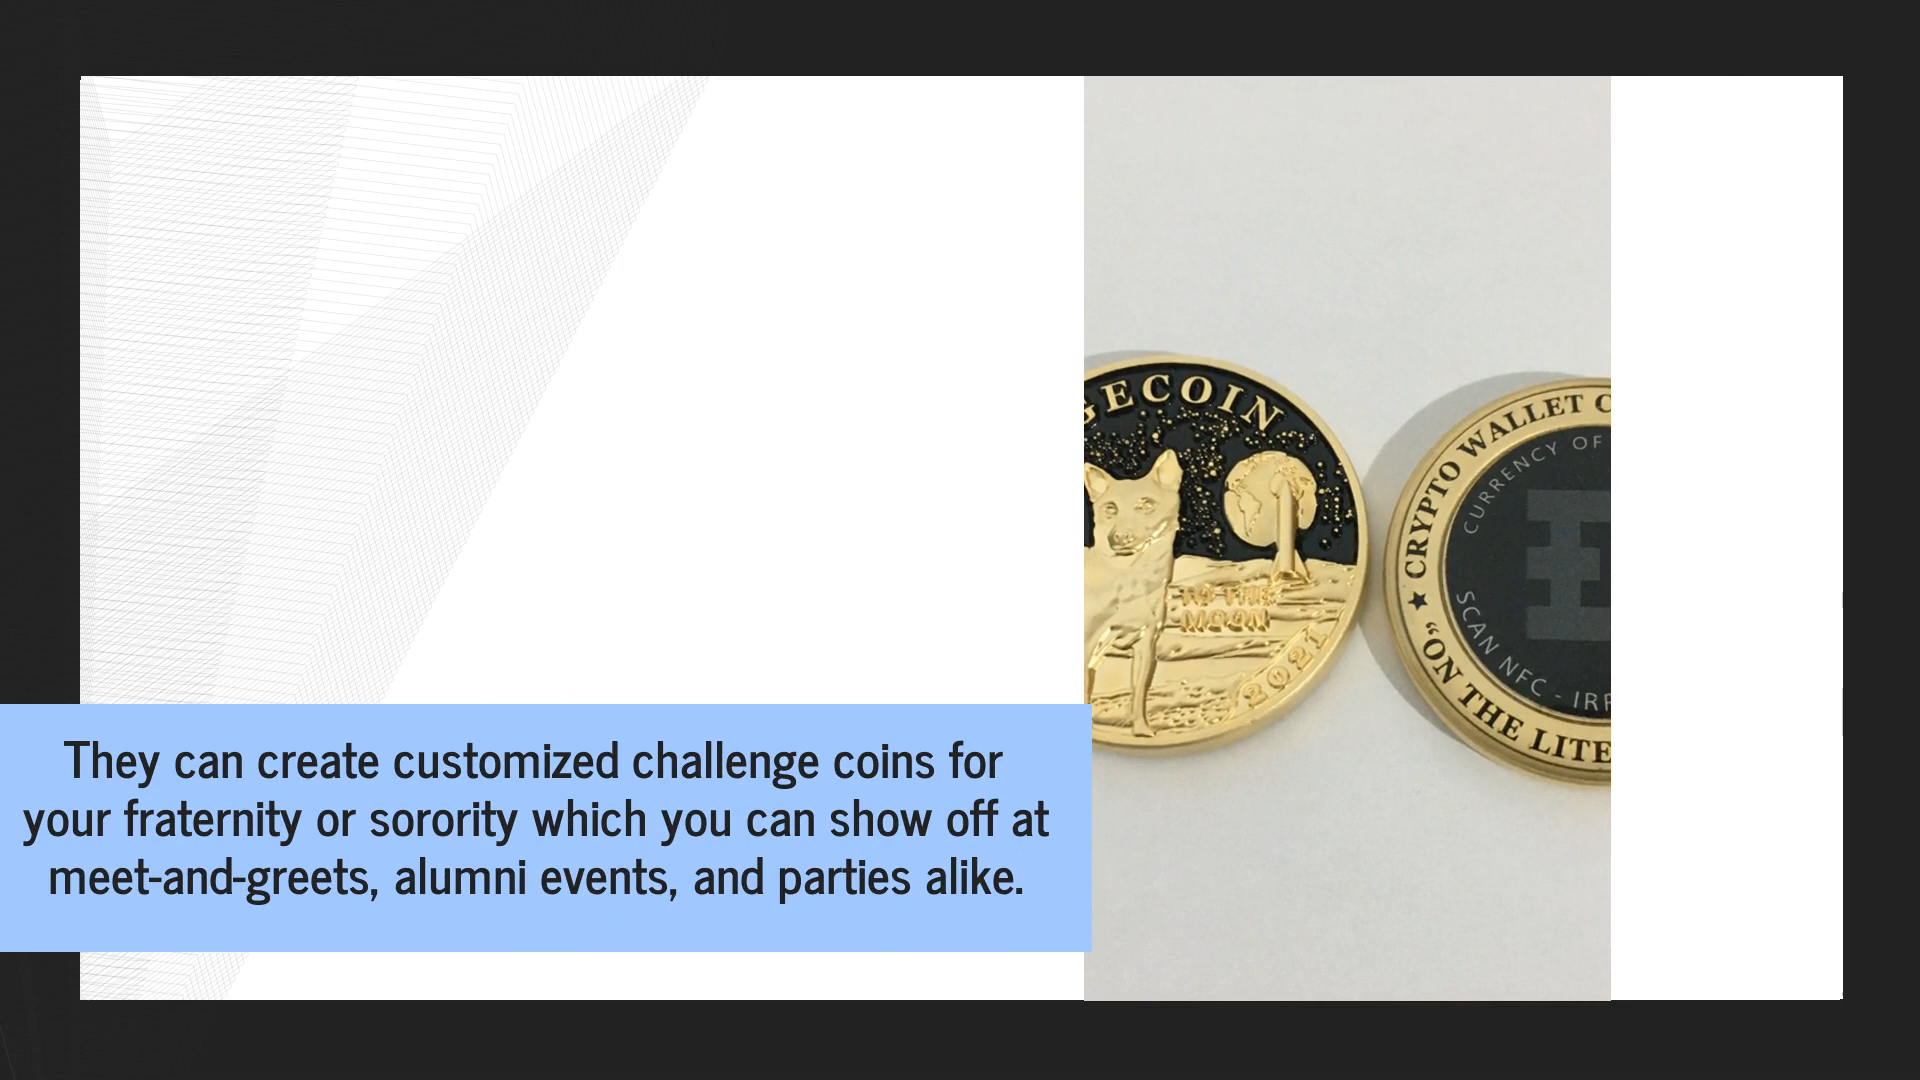 They can create customized challenge coins for
your fraternity or sorority which you can show off at
meet-and-greets, alumni events, and parties alike.
GECOIN
TO THE
MOON
2021
CRYPTO WALLET C
CURRENCY OF
SCAN NFC - IRF
★ "ON THE LITE